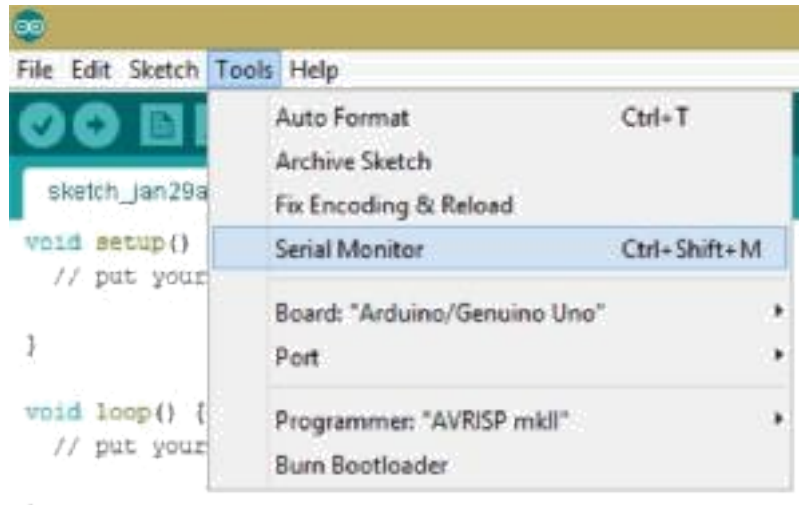 File Edit Sketch Tools Help
Auto Format Ctrl+T
Archive Sketch
sketch_jan29a
Fix Encoding & Reload
void setup()
Serial Monitor Ctrl+Shift+M
// put your
Board: "Arduino/Genuino Uno"
}
Port
void loop() {
Programmer: "AVRISP mkII"
// put your
Burn Bootloader